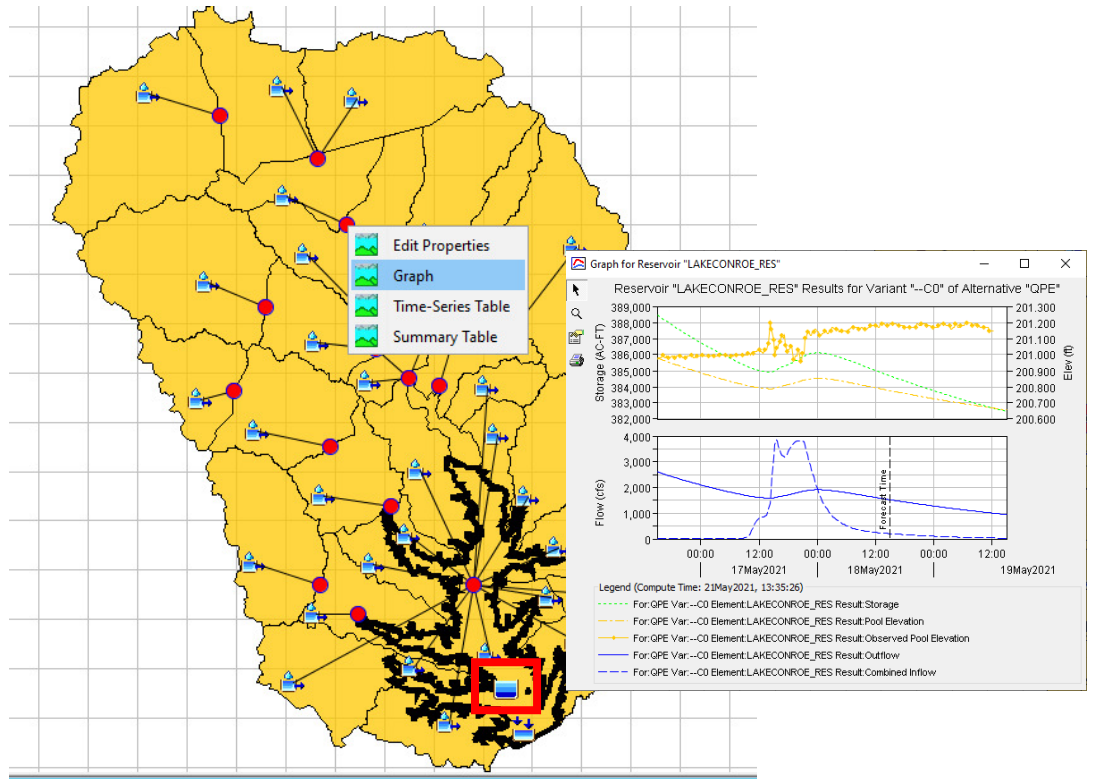 Edit Properties
Graph
Time-Series Table
Summary Table
Graph for Reservoir "LAKECONROE_RES"
Reservoir "LAKECONROE_RES" Results for Variant "--C0" of Alternative "QPE"
Storage (AC-FT)
389,000
388,000
387,000
386,000
385,000
384,000
383,000
382,000
201.300
201.200
201.100
201.000
200.900
200.800
200.700
200.600
Elev (ft)
Flow (cfs)
4,000
3,000
2,000
1,000
0
Forecast Time
00:00 12:00 00:00 12:00 00:00 12:00
17May2021 18May2021 19May2021
Legend (Compute Time: 21May2021, 13:35:26)
For:QPE Var:--C0 Element:LAKECONROE_RES Result:Storage
For:QPE Var:--C0 Element:LAKECONROE_RES Result:Pool Elevation
For:QPE Var:--C0 Element:LAKECONROE_RES Result:Observed Pool Elevation
For:QPE Var:--C0 Element:LAKECONROE_RES Result:Outflow
For:QPE Var:--C0 Element:LAKECONROE_RES Result:Combined Inflow